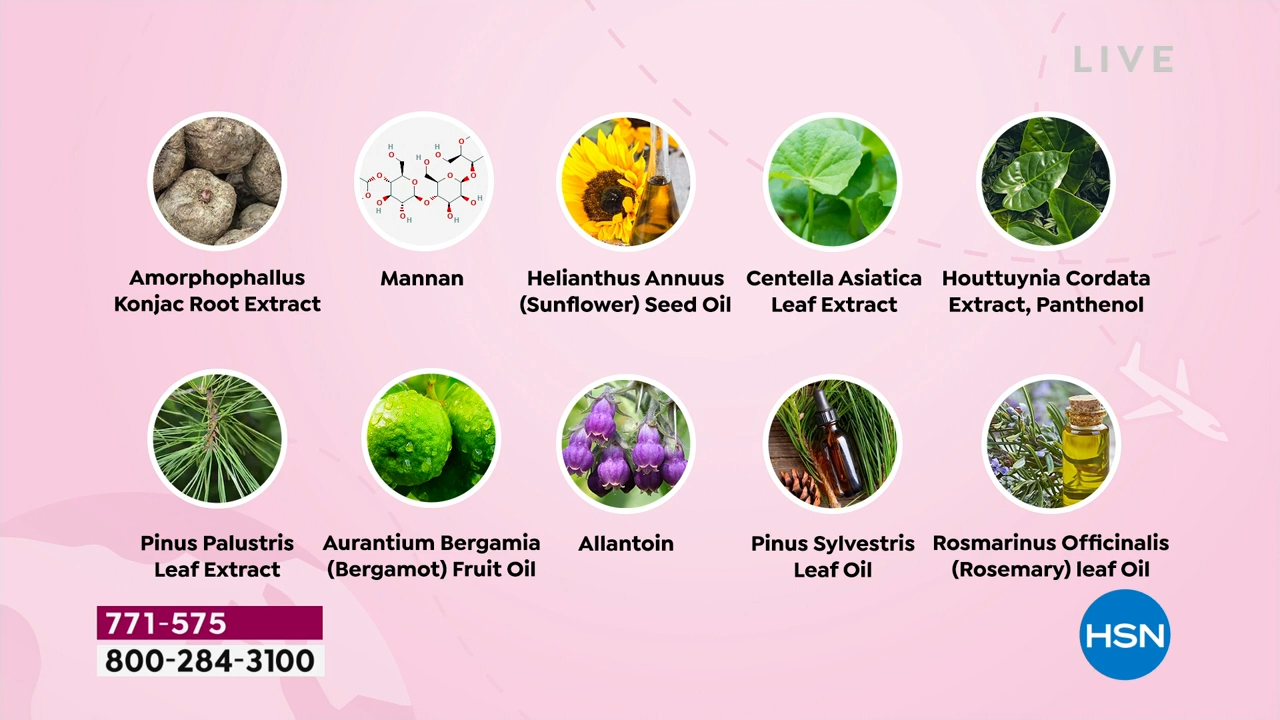 LIVE
Amorphophallus
Konjac Root Extract
Mannan
Helianthus Annuus
(Sunflower) Seed Oil
Centella Asiatica
Leaf Extract
Houttuynia Cordata
Extract, Panthenol
Pinus Palustris
Leaf Extract
Aurantium Bergamia
(Bergamot) Fruit Oil
Allantoin
Pinus Sylvestris
Leaf Oil
Rosmarinus Officinalis
(Rosemary) leaf Oil
771-575
800-284-3100
HSN